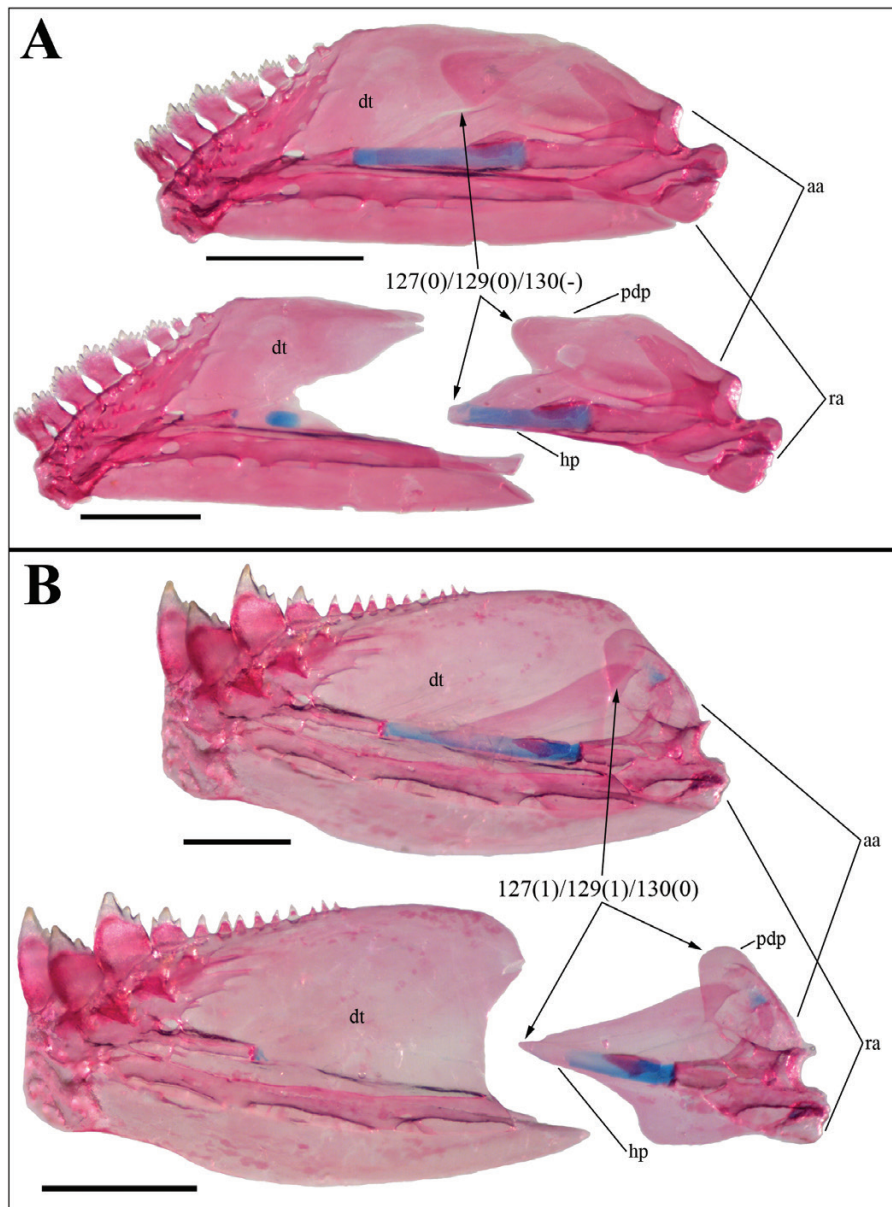 A
dt
aa
127(0)/129(0)/130(-)
pdp
dt
ra
hp
B
dt
aa
127(1)/129(1)/130(0)
pdp
dt
ra
hp